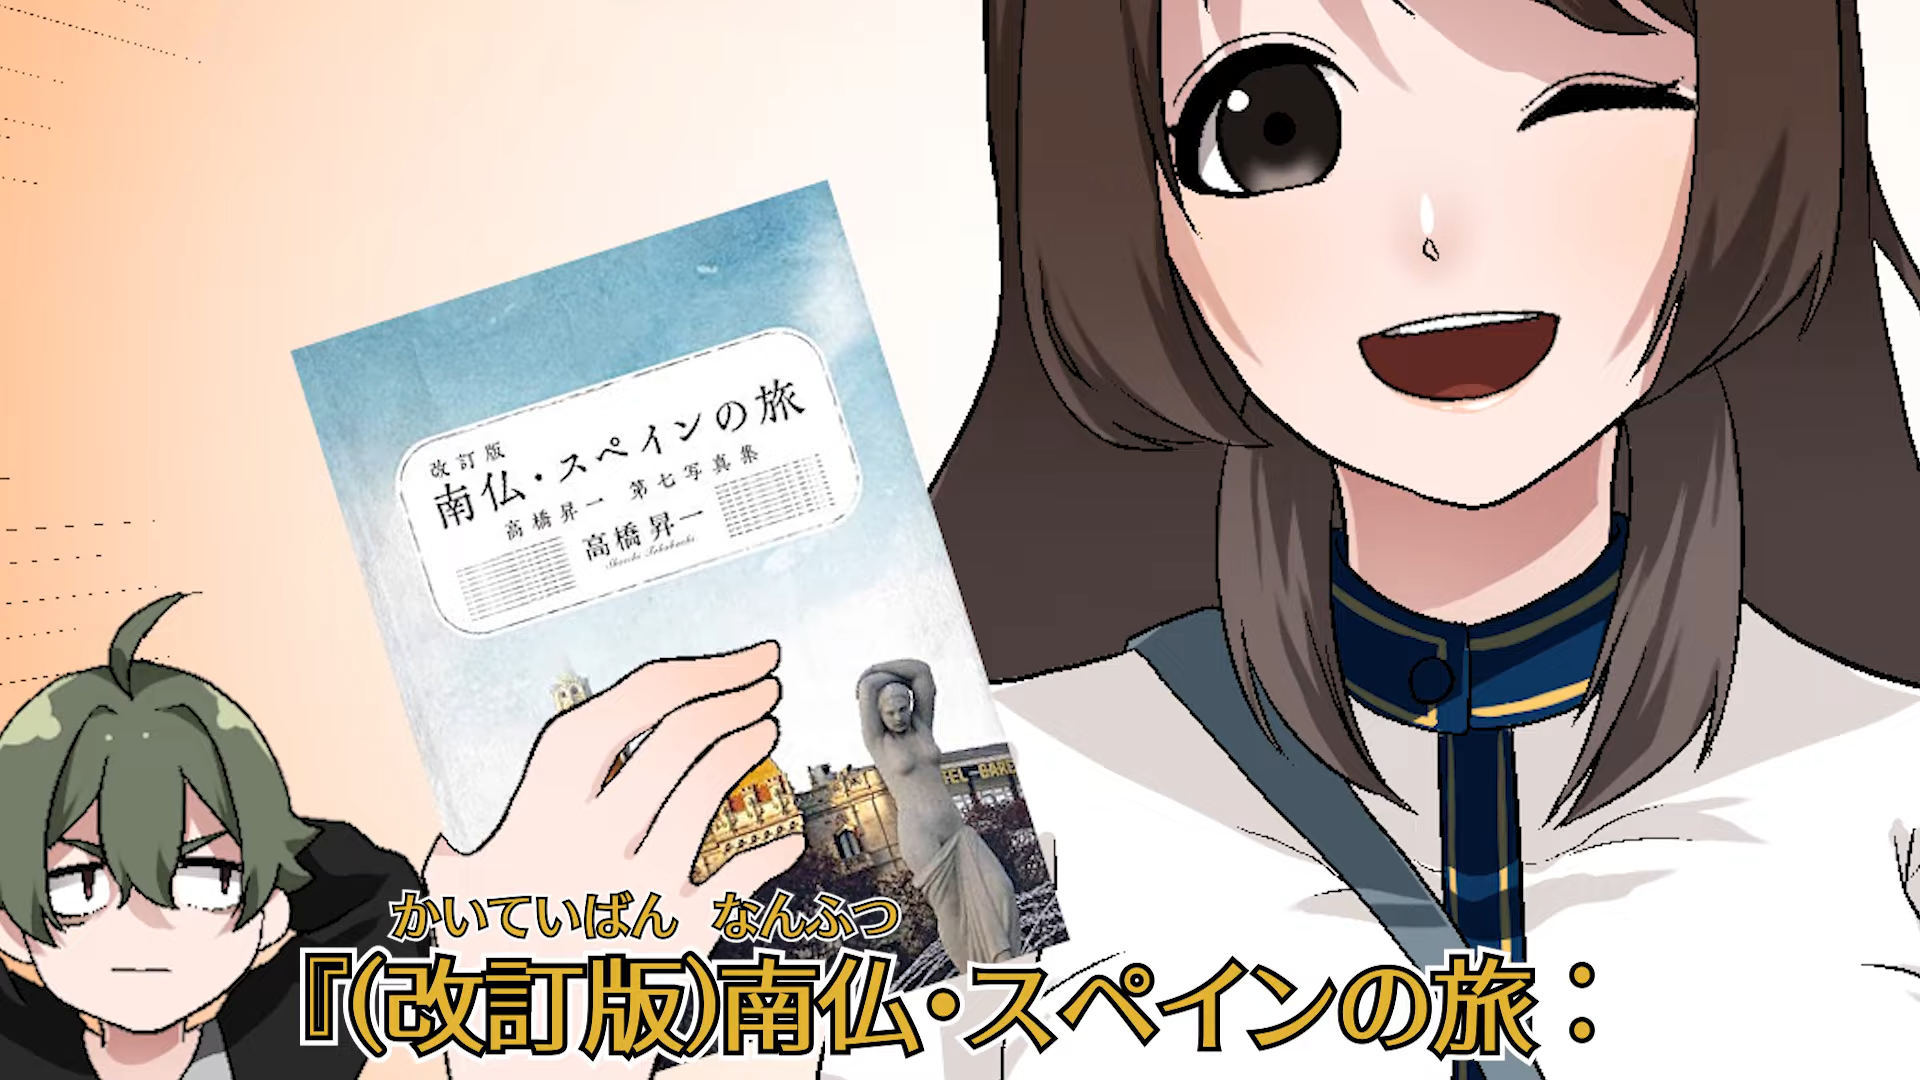 改訂版
南仏・スペインの旅
高橋昇一 第七写真集
高橋昇一
Shoichi Takahashi
かいていばん なんふつ
『(改訂版)南仏・スペインの旅：